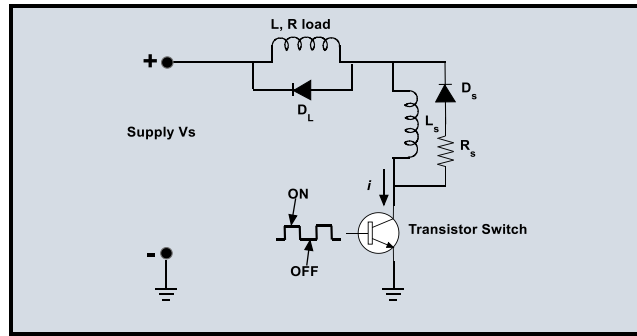 L, R load
+
D_L
D_s
L_s
R_s
Supply Vs
i
ON
Transistor Switch
-
OFF